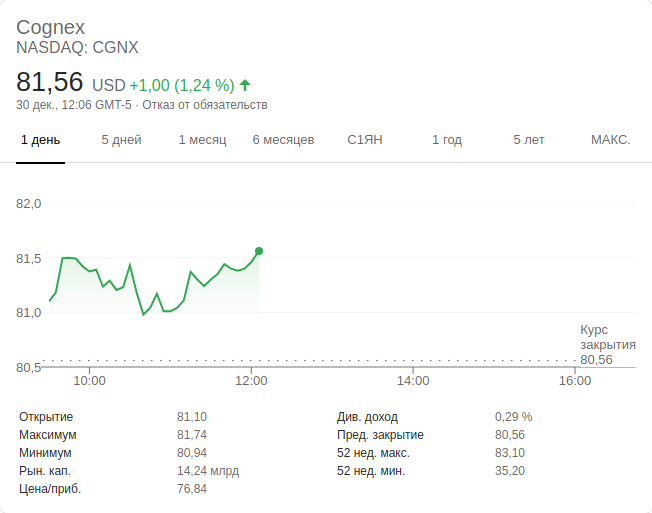 Cognex
NASDAQ: CGNX
81,56 USD +1,00 (1,24 %)
30 дек., 12:06 GMT-5 · Отказ от обязательств
1 день 5 дней 1 месяц 6 месяцев С1ЯН 1 год 5 лет МАКС.
82,0
81,5
81,0
Курс
закрытия
80,56
80,5
10:00 12:00 14:00 16:00
Открытие 81,10 Див. доход 0,29 %
Максимум 81,74 Пред. закрытие 80,56
Минимум 80,94 52 нед. макс. 83,10
Рын. кап. 14,24 млрд 52 нед. мин. 35,20
Цена/приб. 76,84